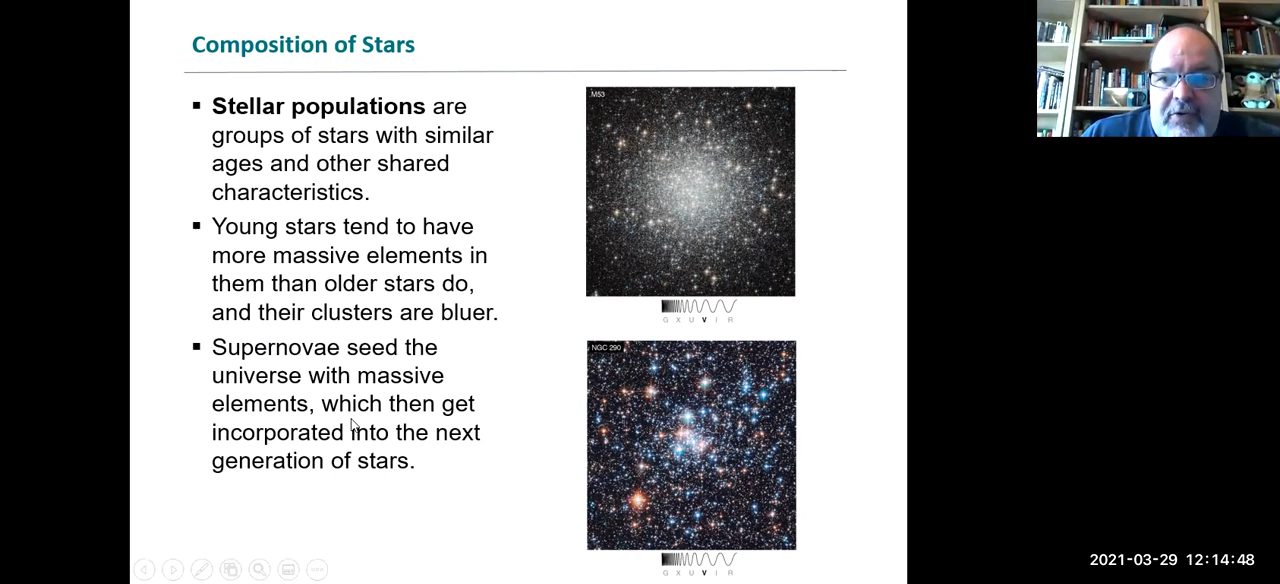 Composition of Stars
▪ Stellar populations are
groups of stars with similar
ages and other shared
characteristics.
▪ Young stars tend to have
more massive elements in
them than older stars do,
and their clusters are bluer.
▪ Supernovae seed the
universe with massive
elements, which then get
incorporated into the next
generation of stars.
M53
G X U V I R
NGC 290
G X U V I R
2021-03-29 12:14:48